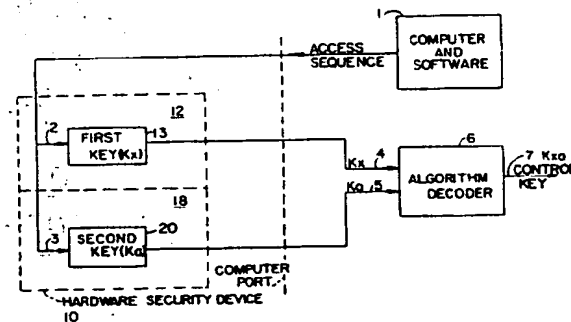 1
ACCESS
SEQUENCE
COMPUTER
AND
SOFTWARE
12
2
FIRST
KEY(Kx)
13
Kx
4
6
7 Kxa
CONTROL
KEY
Ka
5
ALGORITHM
DECODER
18
3
SECOND
KEY(Ka)
20
COMPUTER
PORT
HARDWARE SECURITY DEVICE
10